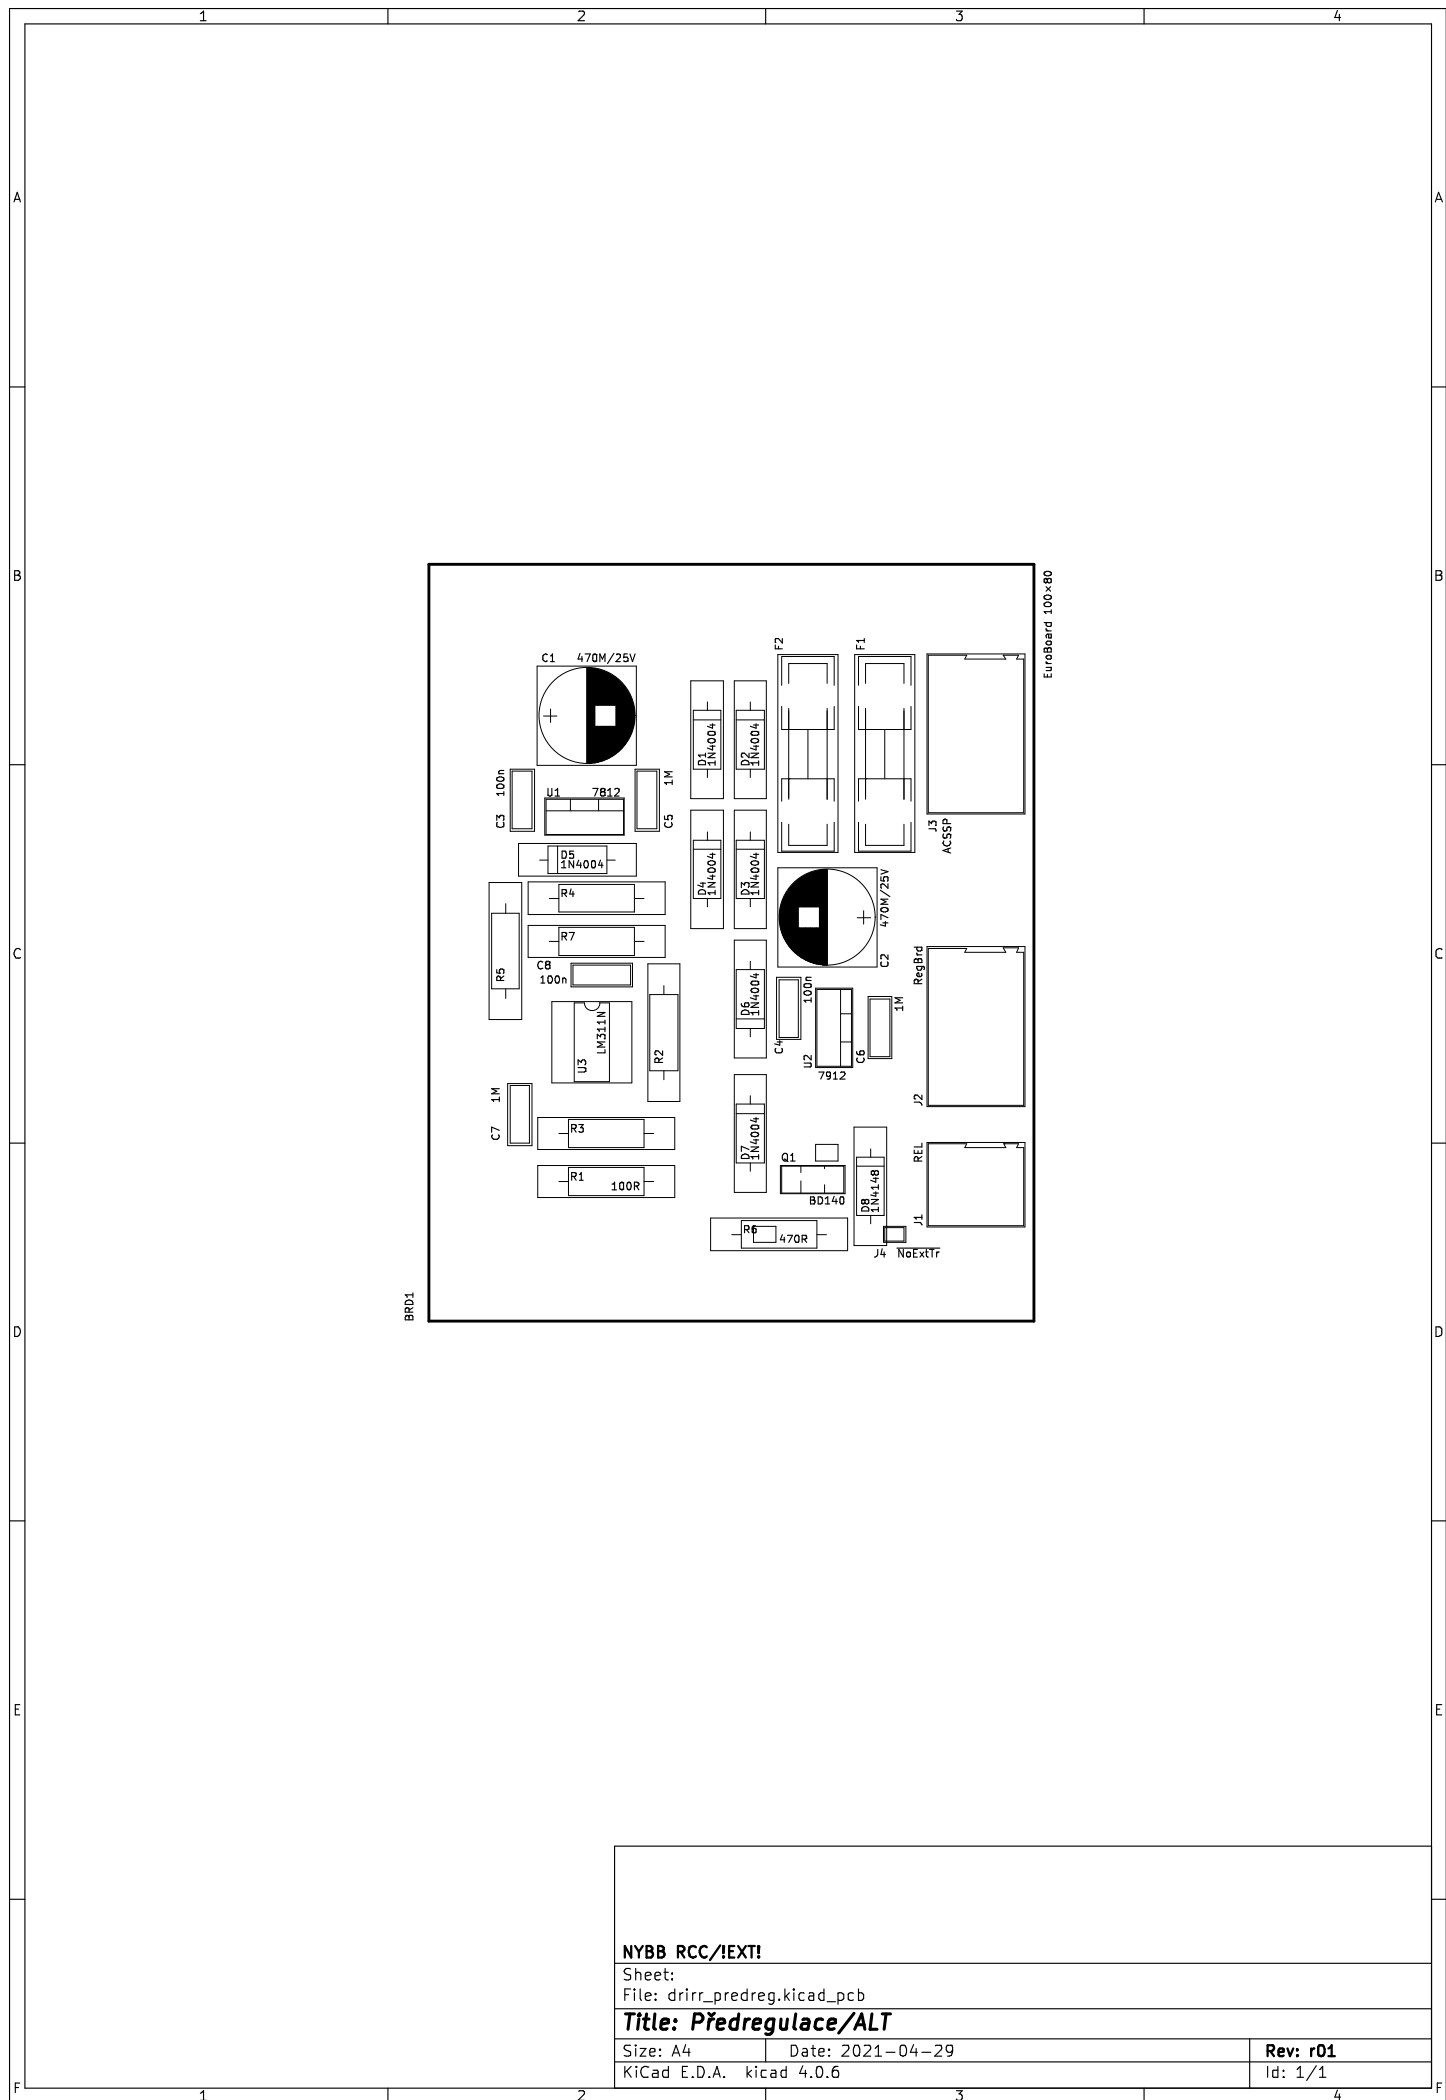 1 2 3 4
A A
B B
EuroBoard 100×80
C1 470M/25V
F2 F1
D1 1N4004
D2 1N4004
100n
C3
U1 7812
1M
C5
J3
ACSSP
D5
1N4004
D4 1N4004
D3 1N4004
R4
470M/25V
C2
R7
C C
R5
C8
100n
RegBrd
D6 1N4004
100n
C4
1M
C6
U2
7912
LM311N
U3
R2
J2
1M
C7
R3
D7 1N4004
REL
Q1
BD140
D8 1N4148
R1
100R
J1
R6
470R
J4 NoExtTr
BRD1
D D
E E
NYBB RCC/!EXT!
Sheet:
File: drirr_predreg.kicad_pcb
Title: Předregulace/ALT
Size: A4 Date: 2021-04-29 Rev: r01
KiCad E.D.A. kicad 4.0.6 Id: 1/1
F F
1 2 3 4